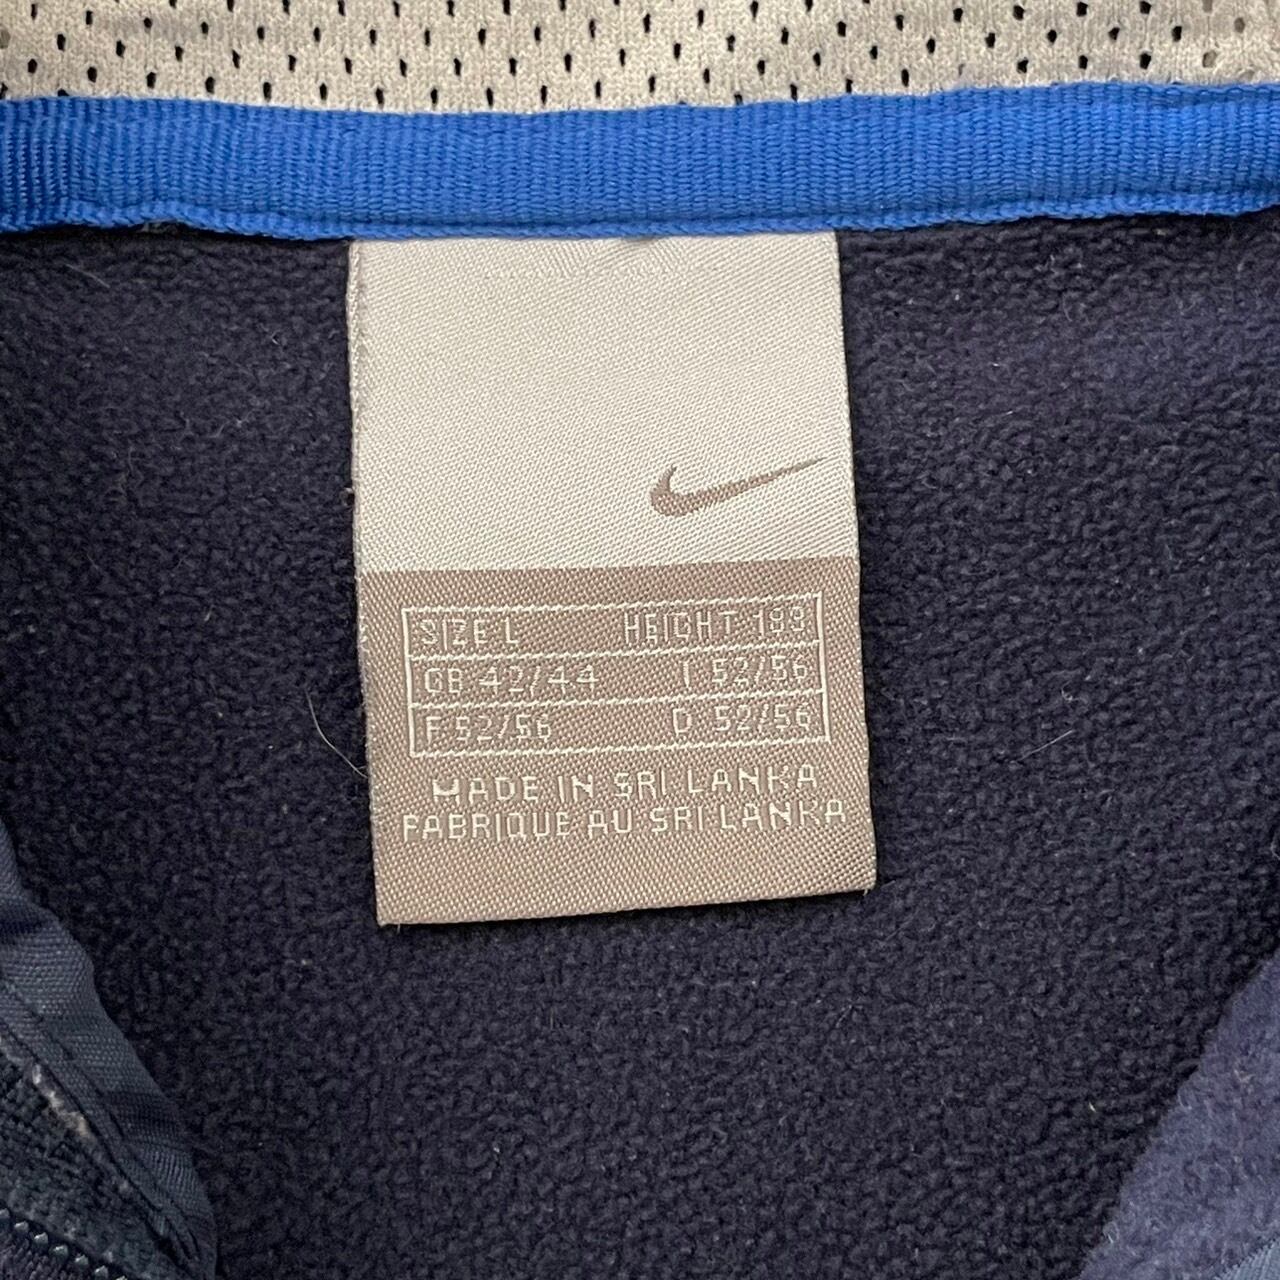 SIZE L HEIGHT 183
GB 42/44 I 52/56
F 52/56 D 52/56
MADE IN SRI LANKA
FABRIQUE AU SRI LANKA